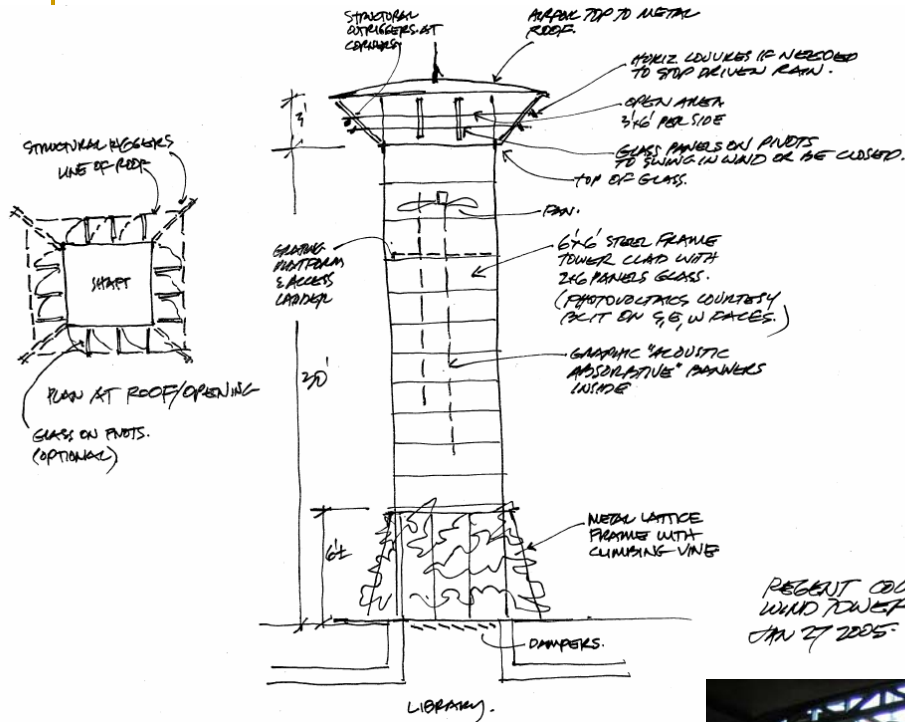 STRUCTURAL
OUTRIGGERS AT
CORNERS
AIRFOIL TOP TO METAL
ROOF.
HORIZ LOUVRES IF NEEDED
TO STOP DRIVEN RAIN.
OPEN AREA
3'x6' PER SIDE
GLASS PANELS ON PIVOTS
TO SWING IN WIND OR BE CLOSED.
TOP OF GLASS.
3'
STRUCTURAL RIGGERS
LINE OF ROOF
SHAFT
PLAN AT ROOF/OPENING
GLASS ON PIVOTS.
(OPTIONAL)
FAN.
GRATING
PLATFORM
& ACCESS
LADDER
6'x6' STEEL FRAME
TOWER CLAD WITH
2x6 PANELS GLASS.
(PHOTOVOLTAICS COURTESY
BCIT ON S, E, W FACES.)
30'
GRAPHIC "ACOUSTIC
ABSORPTIVE" BANNERS
INSIDE
6'±
METAL LATTICE
FRAME WITH
CLIMBING VINE
DAMPERS.
LIBRARY.
REGENT CO
WIND TOWER
JAN 27 2005.